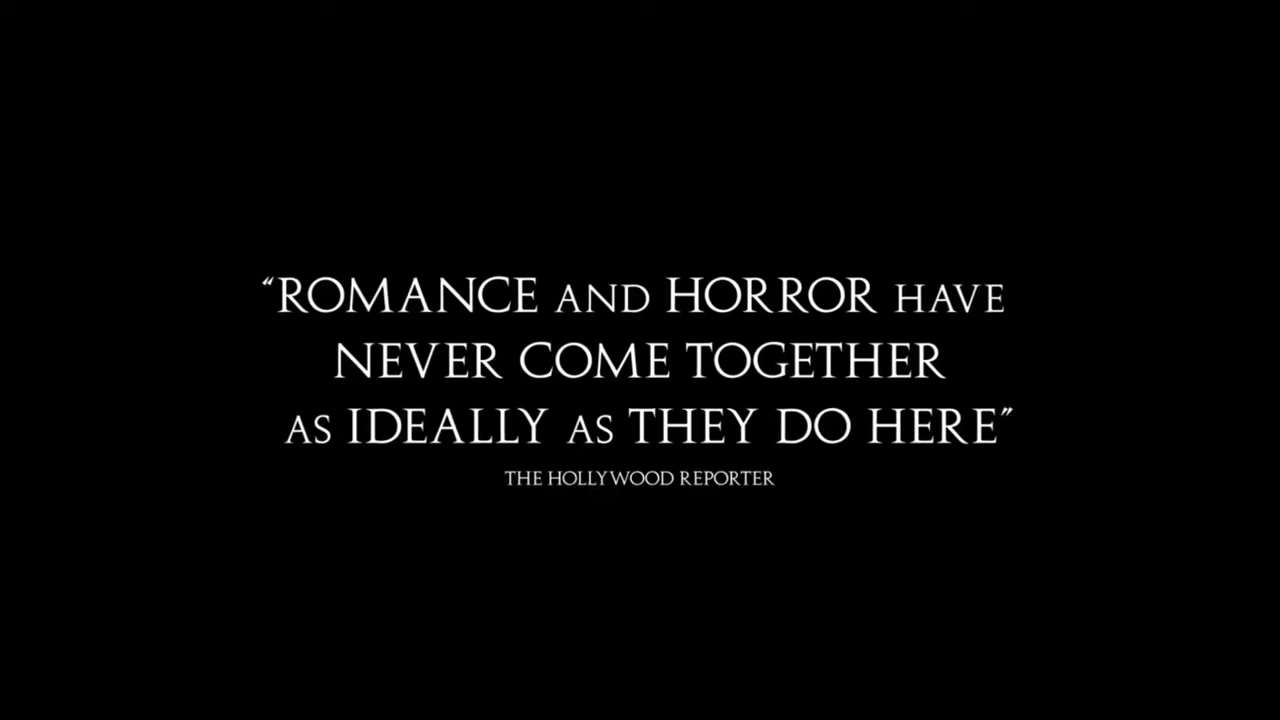 “ROMANCE AND HORROR HAVE
NEVER COME TOGETHER
AS IDEALLY AS THEY DO HERE”
THE HOLLYWOOD REPORTER